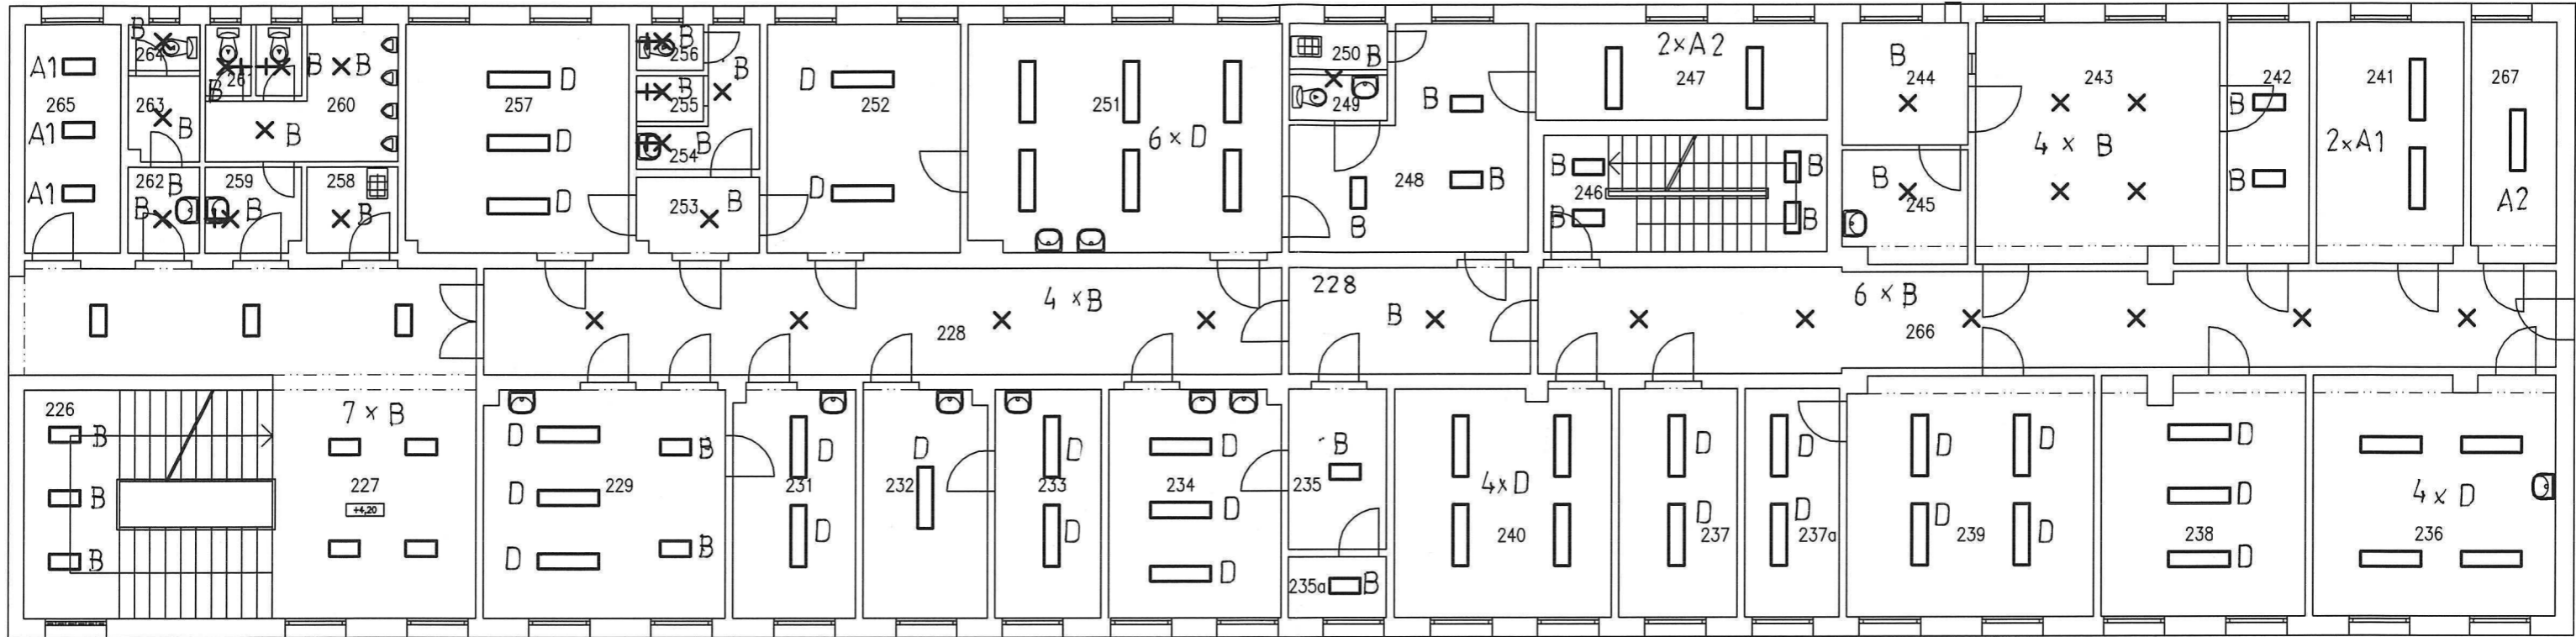 B
264
B
B
B
256
B
250
B
2×A2
B
A1
261
B
B
B
D
D
247
244
243
242
241
267
265
263
260
257
255
B
252
251
249
B
B
A1
B
B
D
254
B
6 × D
4 × B
2×A1
262
B
259
258
248
B
B
B
B
246
B
245
B
A1
B
B
B
D
253
B
D
B
B
B
A2
228
4 × B
B
6 × B
228
266
226
7 × B
B
D
B
D
D
D
D
B
D
D
D
D
D
B
227
229
231
232
233
234
235
4×D
4 × D
+4,20
D
D
D
D
D
D
D
D
240
237
237a
239
238
236
B
D
B
D
235a
B
D
D